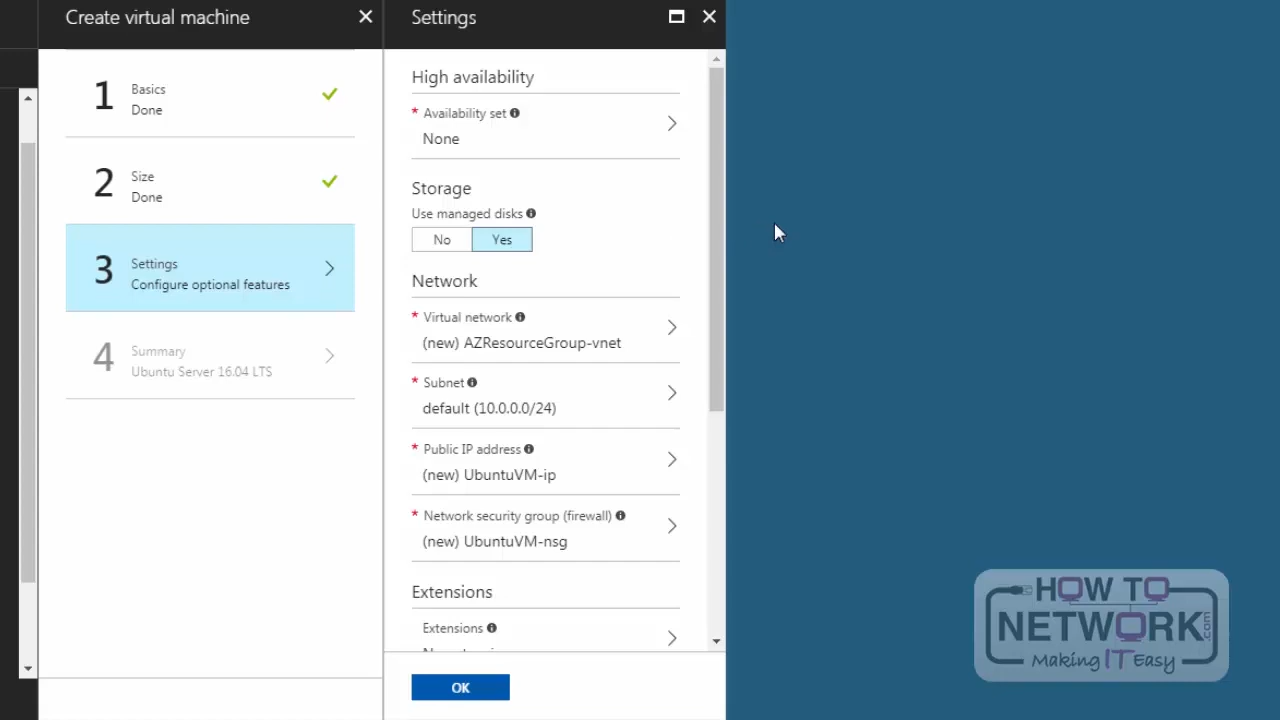 Create virtual machine
1
Basics
Done
2
Size
Done
3
Settings
Configure optional features
4
Summary
Ubuntu Server 16.04 LTS
Settings
High availability
* Availability set
None
Storage
Use managed disks
No
Yes
Network
* Virtual network
(new) AZResourceGroup-vnet
* Subnet
default (10.0.0.0/24)
* Public IP address
(new) UbuntuVM-ip
* Network security group (firewall)
(new) UbuntuVM-nsg
Extensions
Extensions
OK
HOW TO
NETWORK.com
Making IT Easy